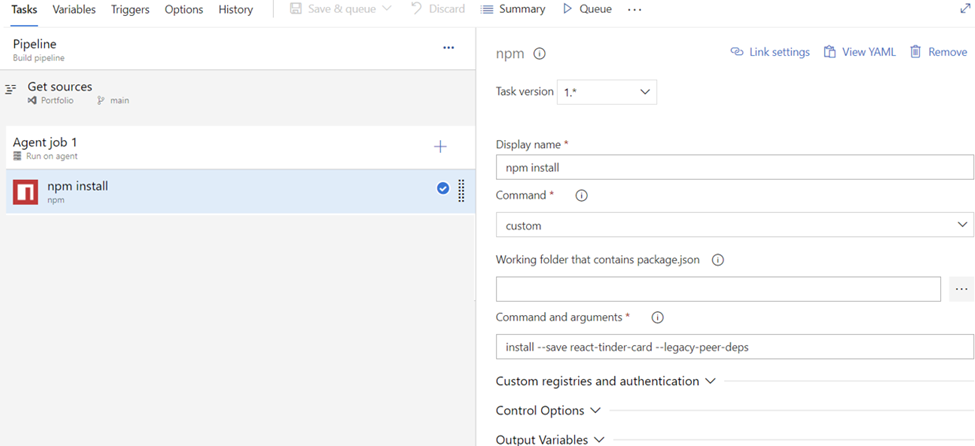 Tasks Variables Triggers Options History Save & queue Discard Summary Queue ...
Pipeline ...
Build pipeline
Get sources
Portfolio main
Agent job 1
Run on agent
npm install
npm
npm Link settings View YAML Remove
Task version 1.*
Display name *
npm install
Command *
custom
Working folder that contains package.json
...
Command and arguments *
install --save react-tinder-card --legacy-peer-deps
Custom registries and authentication
Control Options
Output Variables